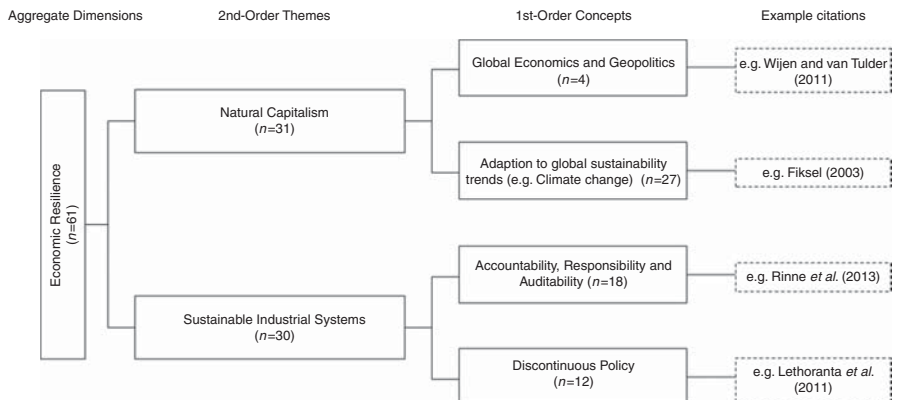 Aggregate Dimensions
2nd-Order Themes
1st-Order Concepts
Example citations
Economic Resilience
(n=61)
Natural Capitalism
(n=31)
Global Economics and Geopolitics
(n=4)
e.g. Wijen and van Tulder
(2011)
Adaption to global sustainability
trends (e.g. Climate change) (n=27)
e.g. Fiksel (2003)
Sustainable Industrial Systems
(n=30)
Accountability, Responsibility and
Auditability (n=18)
e.g. Rinne et al. (2013)
Discontinuous Policy
(n=12)
e.g. Lethoranta et al.
(2011)